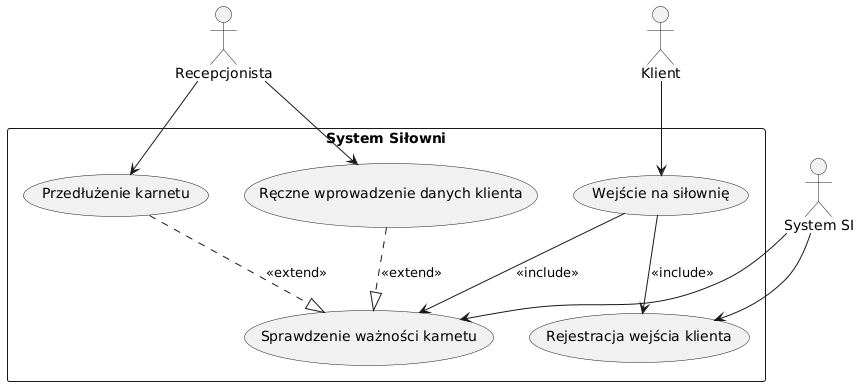 Recepcjonista
Klient
System Siłowni
Przedłużenie karnetu
Ręczne wprowadzenie danych klienta
Wejście na siłownię
System SI
«extend»
«extend»
«include»
«include»
Sprawdzenie ważności karnetu
Rejestracja wejścia klienta